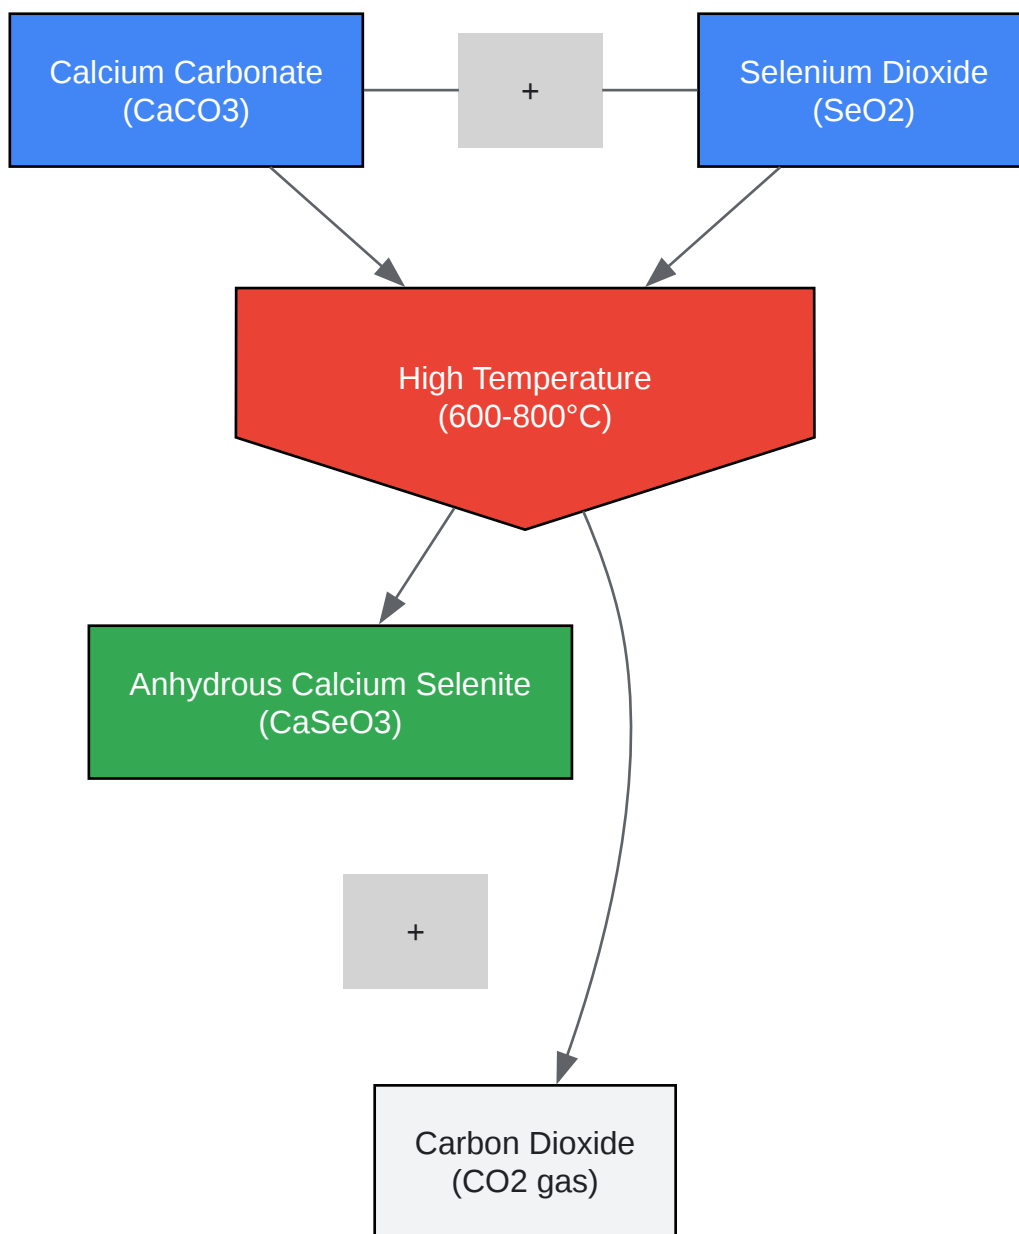 Calcium Carbonate
(CaCO3)
+
Selenium Dioxide
(SeO2)
High Temperature
(600-800°C)
Anhydrous Calcium Selenite
(CaSeO3)
+
Carbon Dioxide
(CO2 gas)